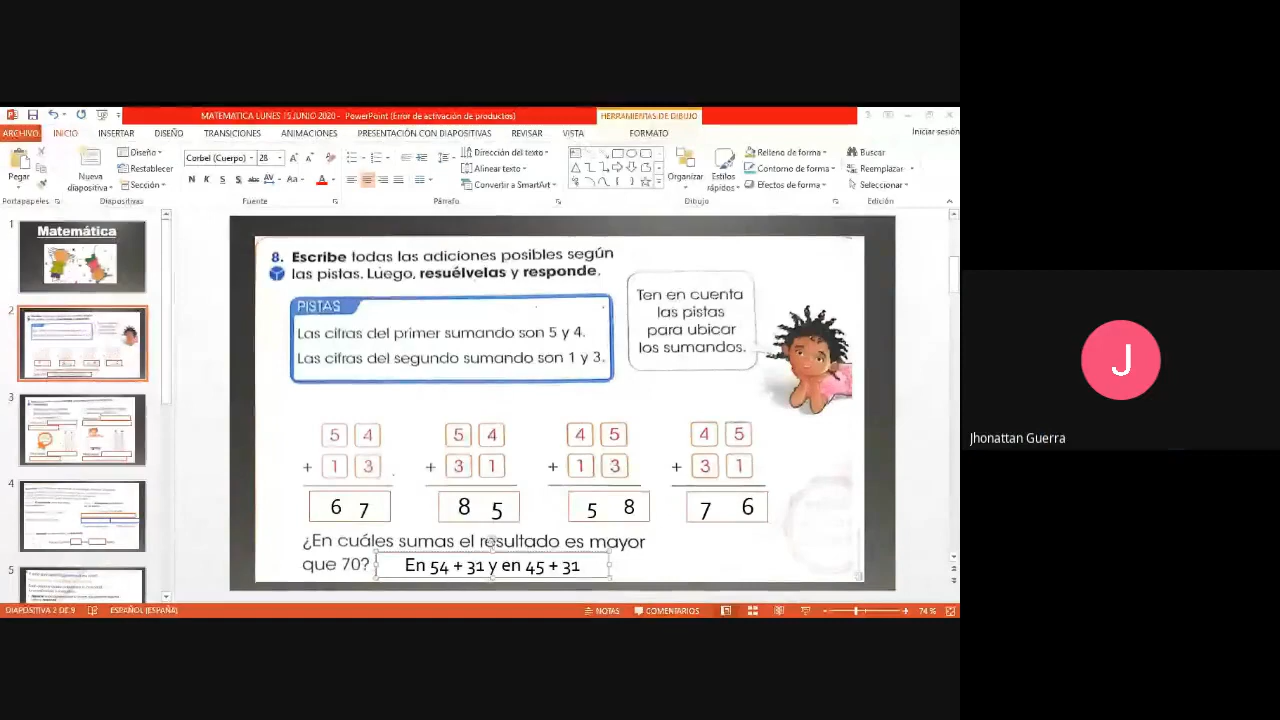 MATEMATICA LUNES 15 JUNIO 2020 - PowerPoint (Error de activación de productos)
HERRAMIENTAS DE DIBUJO
ARCHIVO INICIO INSERTAR DISEÑO TRANSICIONES ANIMACIONES PRESENTACIÓN CON DIAPOSITIVAS REVISAR VISTA FORMATO
Iniciar sesión
Pegar
Nueva
diapositiva
Diseño
Restablecer
Sección
Corbel (Cuerpo) 28
N K S S abc AV Aa A
Dirección del texto
Alinear texto
Convertir a SmartArt
Organizar
Estilos
rápidos
Relleno de forma
Contorno de forma
Efectos de forma
Buscar
Reemplazar
Seleccionar
Portapapeles Diapositivas Fuente Párrafo Dibujo Edición
1
Matemática
2
3
4
5
8. Escribe todas las adiciones posibles según
las pistas. Luego, resuélvelas y responde.
PISTAS
Las cifras del primer sumando son 5 y 4.
Las cifras del segundo sumando son 1 y 3.
Ten en cuenta
las pistas
para ubicar
los sumandos.
5 4 5 4 4 5 4 5
+ 1 3 + 3 1 + 1 3 + 3 1
6 7 8 5 5 8 7 6
¿En cuáles sumas el resultado es mayor
que 70? En 54 + 31 y en 45 + 31
DIAPOSITIVA 2 DE 9 ESPAÑOL (ESPAÑA) NOTAS COMENTARIOS 74 %
J
Jhonattan Guerra